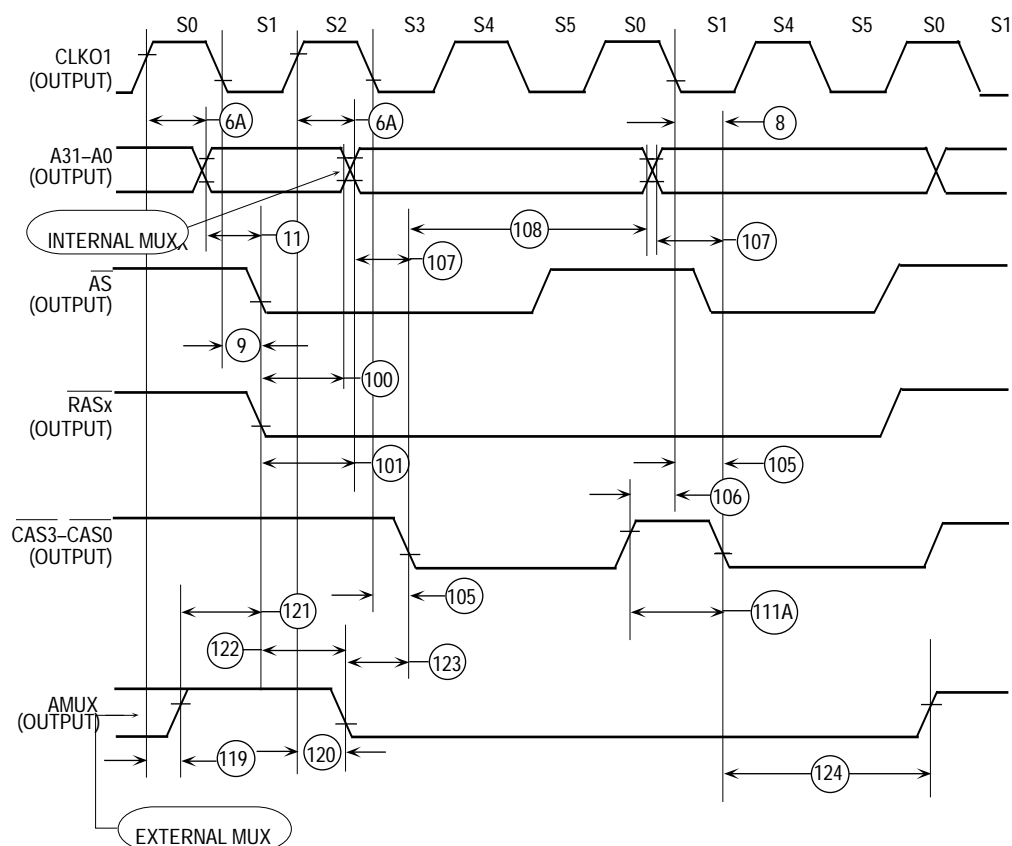 S0 S1 S2 S3 S4 S5 S0 S1 S4 S5 S0 S1
CLKO1
(OUTPUT)
6A 6A 8
A31–A0
(OUTPUT)
INTERNAL MUX
11 107 108 107
AS
(OUTPUT)
9
100
RASx
(OUTPUT)
101 105
106
CAS3–CAS0
(OUTPUT)
105
121 111A
122 123
AMUX
(OUTPUT)
119 120 124
EXTERNAL MUX